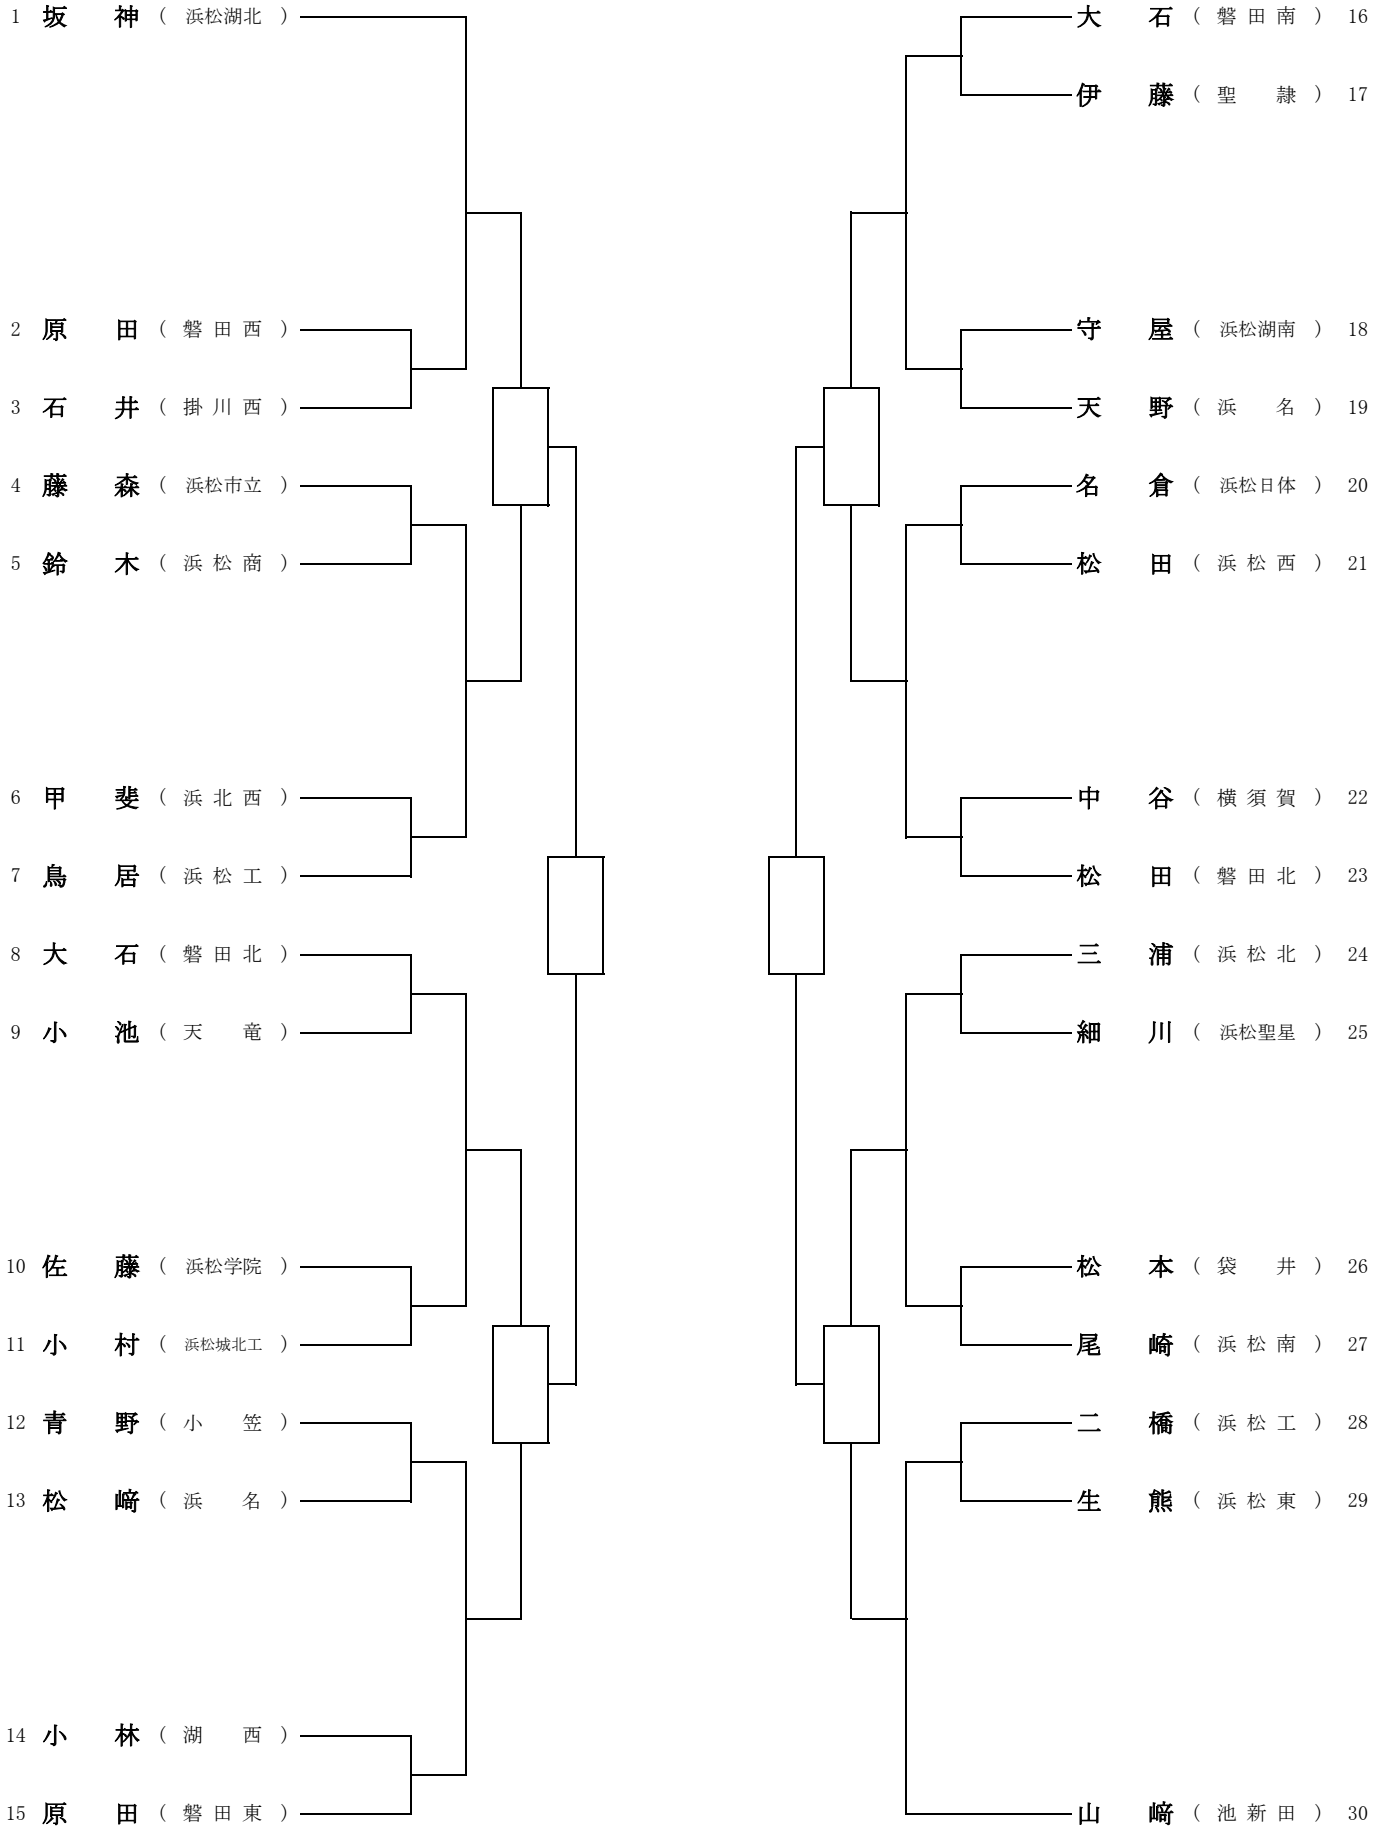 1 坂 神 ( 浜松湖北 )
2 原 田 ( 磐 田 西 )
3 石 井 ( 掛 川 西 )
4 藤 森 ( 浜松市立 )
5 鈴 木 ( 浜 松 商 )
6 甲 斐 ( 浜 北 西 )
7 鳥 居 ( 浜 松 工 )
8 大 石 ( 磐 田 北 )
9 小 池 ( 天 竜 )
10 佐 藤 ( 浜松学院 )
11 小 村 ( 浜松城北工 )
12 青 野 ( 小 笠 )
13 松 﨑 ( 浜 名 )
14 小 林 ( 湖 西 )
15 原 田 ( 磐 田 東 )
大 石 ( 磐 田 南 ) 16
伊 藤 ( 聖 隷 ) 17
守 屋 ( 浜松湖南 ) 18
天 野 ( 浜 名 ) 19
名 倉 ( 浜松日体 ) 20
松 田 ( 浜 松 西 ) 21
中 谷 ( 横 須 賀 ) 22
松 田 ( 磐 田 北 ) 23
三 浦 ( 浜 松 北 ) 24
細 川 ( 浜松聖星 ) 25
松 本 ( 袋 井 ) 26
尾 崎 ( 浜 松 南 ) 27
二 橋 ( 浜 松 工 ) 28
生 熊 ( 浜 松 東 ) 29
山 﨑 ( 池 新 田 ) 30